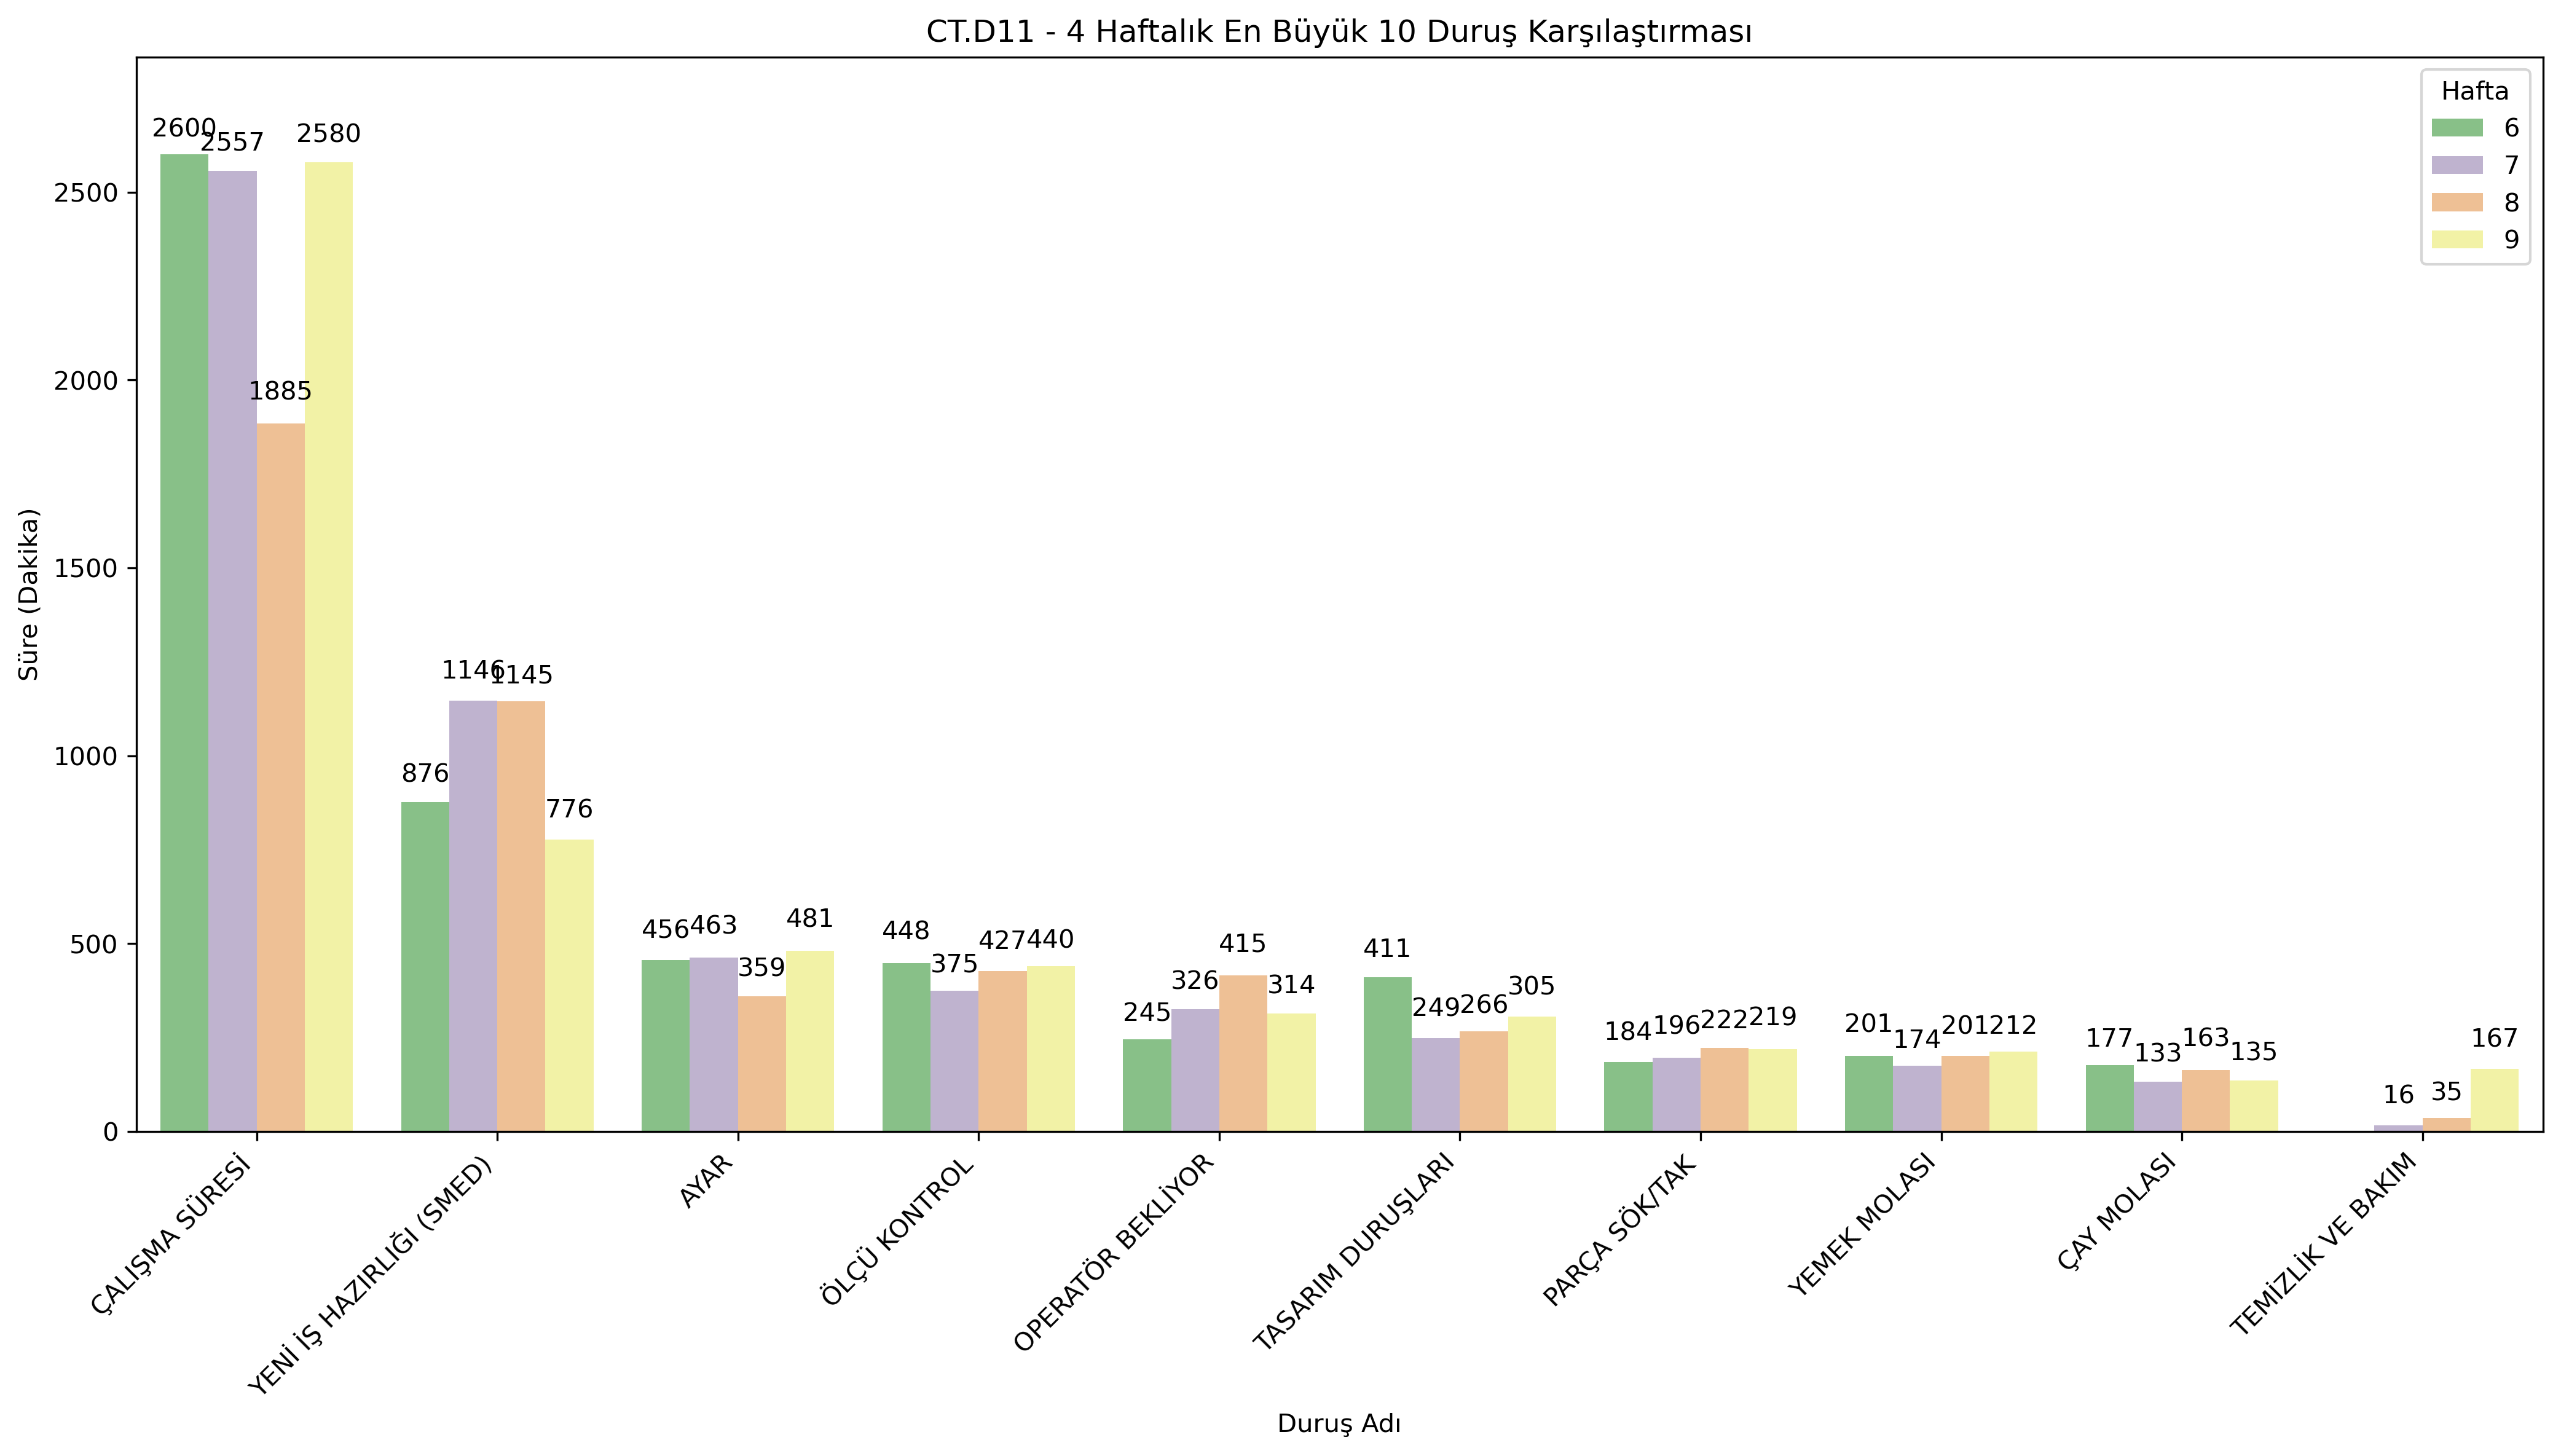 CT.D11 - 4 Haftalık En Büyük 10 Duruş Karşılaştırması
Hafta
6
7
8
9
Süre (Dakika)
2500
2000
1500
1000
500
0
2600 2557 1885 2580
876 1146 1145 776
456 463 359 481
448 375 427 440
245 326 415 314
411 249 266 305
184 196 222 219
201 174 201 212
177 133 163 135
16 35 167
ÇALIŞMA SÜRESİ
YENİ İŞ HAZIRLIĞI (SMED)
AYAR
ÖLÇÜ KONTROL
OPERATÖR BEKLİYOR
TASARIM DURUŞLARI
PARÇA SÖK/TAK
YEMEK MOLASI
ÇAY MOLASI
TEMİZLİK VE BAKIM
Duruş Adı